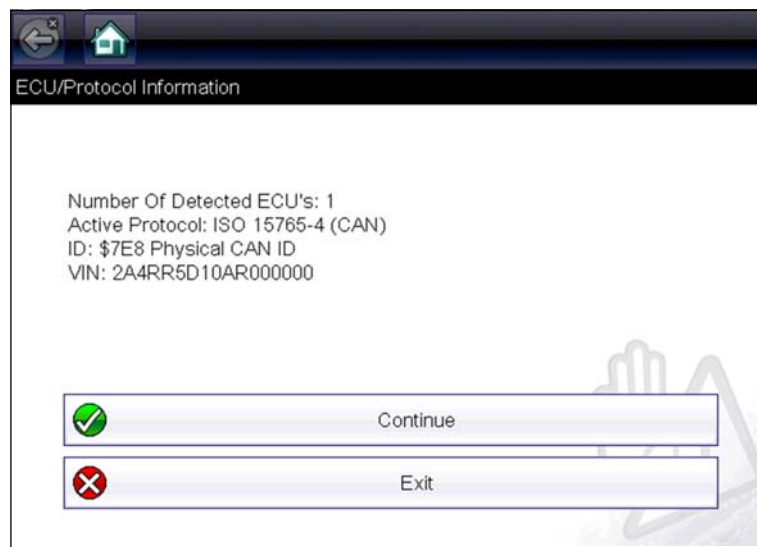 ECU/Protocol Information
Number Of Detected ECU's: 1
Active Protocol: ISO 15765-4 (CAN)
ID: $7E8 Physical CAN ID
VIN: 2A4RR5D10AR000000
Continue
Exit